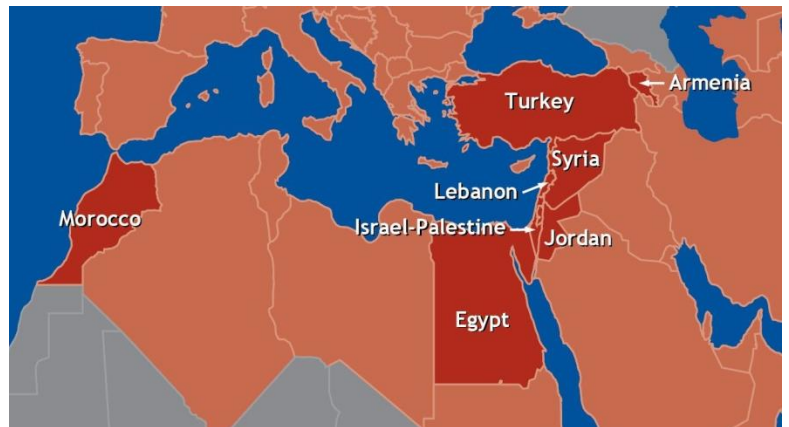 Armenia
Turkey
Syria
Lebanon
Morocco
Israel-Palestine
Jordan
Egypt